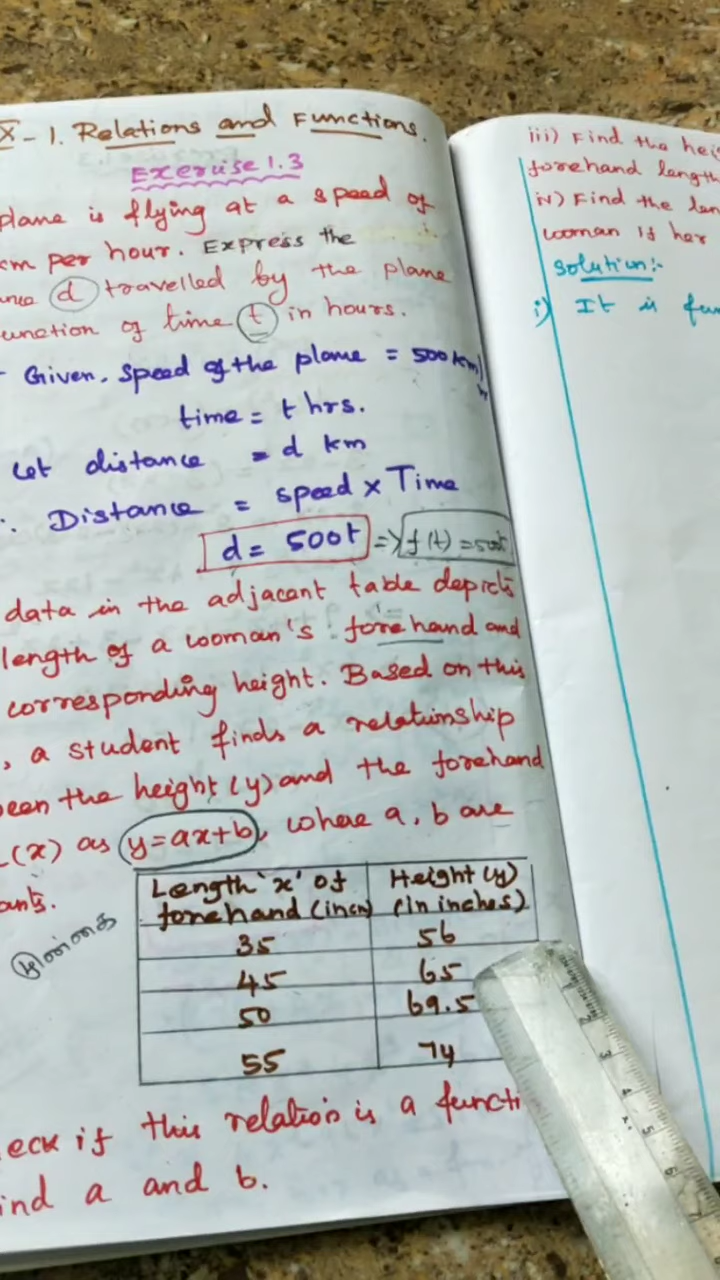 X - 1. Relations and Functions.
Exercise 1.3
plane is flying at a speed of
km per hour. Express the
d travelled by the plane
unction of time t in hours.
Given, speed of the plane = 500 km/hr
time = t hrs.
Let distance = d km
Distance = speed x Time
d = 500t => f(t) = 500t
data in the adjacent table depicts
length of a woman's forehand and
corresponding height. Based on this
, a student finds a relationship
een the height (y) and the forehand
(x) as y=ax+b, where a, b are
ants.
Length 'x' of forehand (in cm) Height (y) (in inches)
35 56
45 65
50 69.5
55 74
eck if this relation is a functi
ind a and b.
iii) Find the hei
forehand length
iv) Find the len
woman if her
Solution:-
i) It is fun